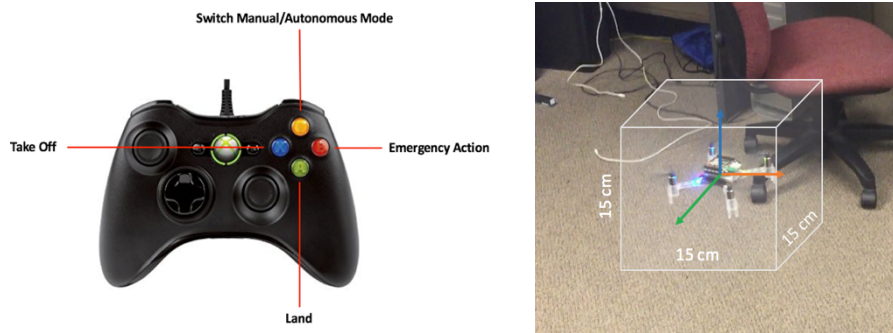 Switch Manual/Autonomous Mode
Take Off
Emergency Action
Land
15 cm
15 cm
15 cm